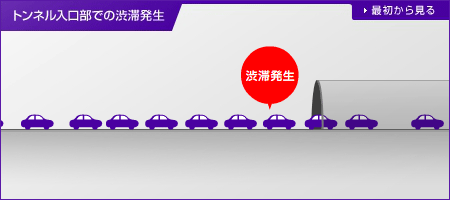 トンネル入口部での渋滞発生
最初から見る
渋滞発生